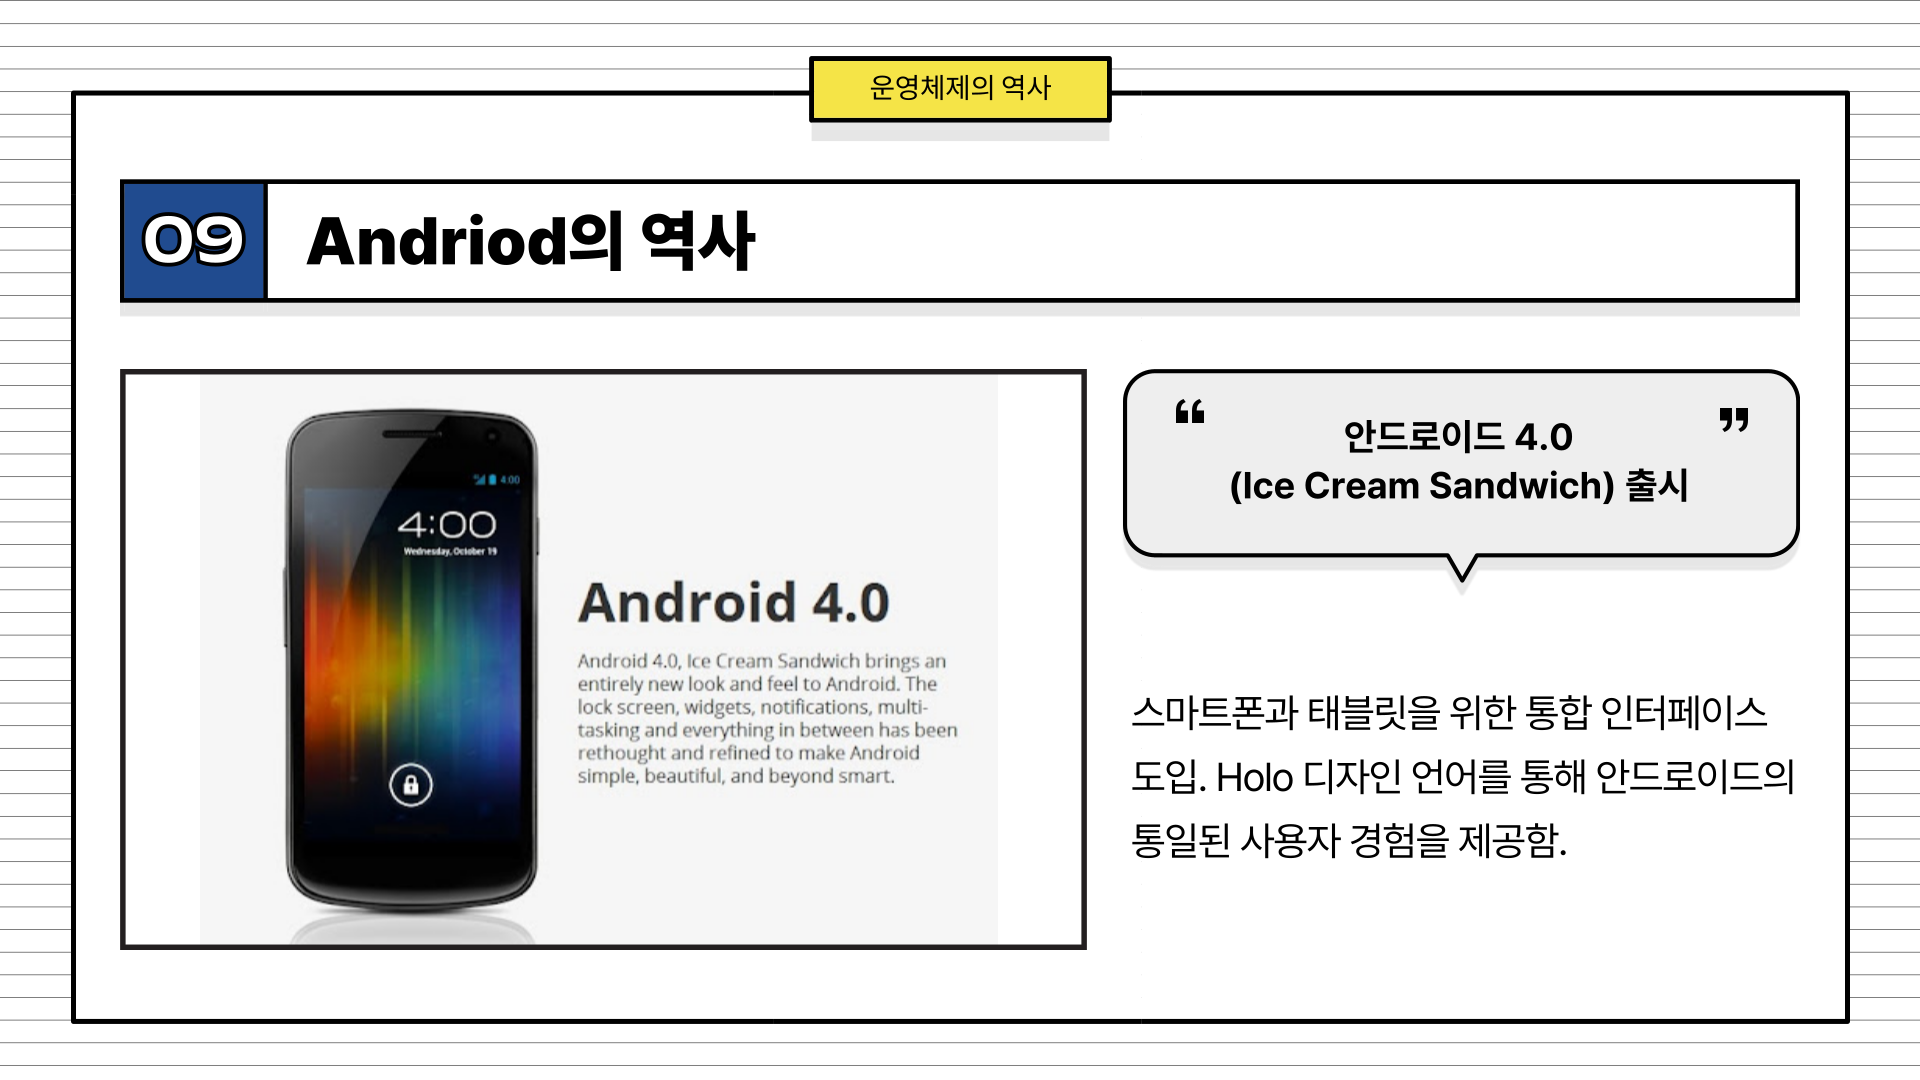 운영체제의 역사
09
Andriod의 역사
4:00
4:00
Wednesday, October 19
Android 4.0
Android 4.0, Ice Cream Sandwich brings an
entirely new look and feel to Android. The
lock screen, widgets, notifications, multi-
tasking and everything in between has been
rethought and refined to make Android
simple, beautiful, and beyond smart.
“ ”
안드로이드 4.0
(Ice Cream Sandwich) 출시
스마트폰과 태블릿을 위한 통합 인터페이스
도입. Holo 디자인 언어를 통해 안드로이드의
통일된 사용자 경험을 제공함.